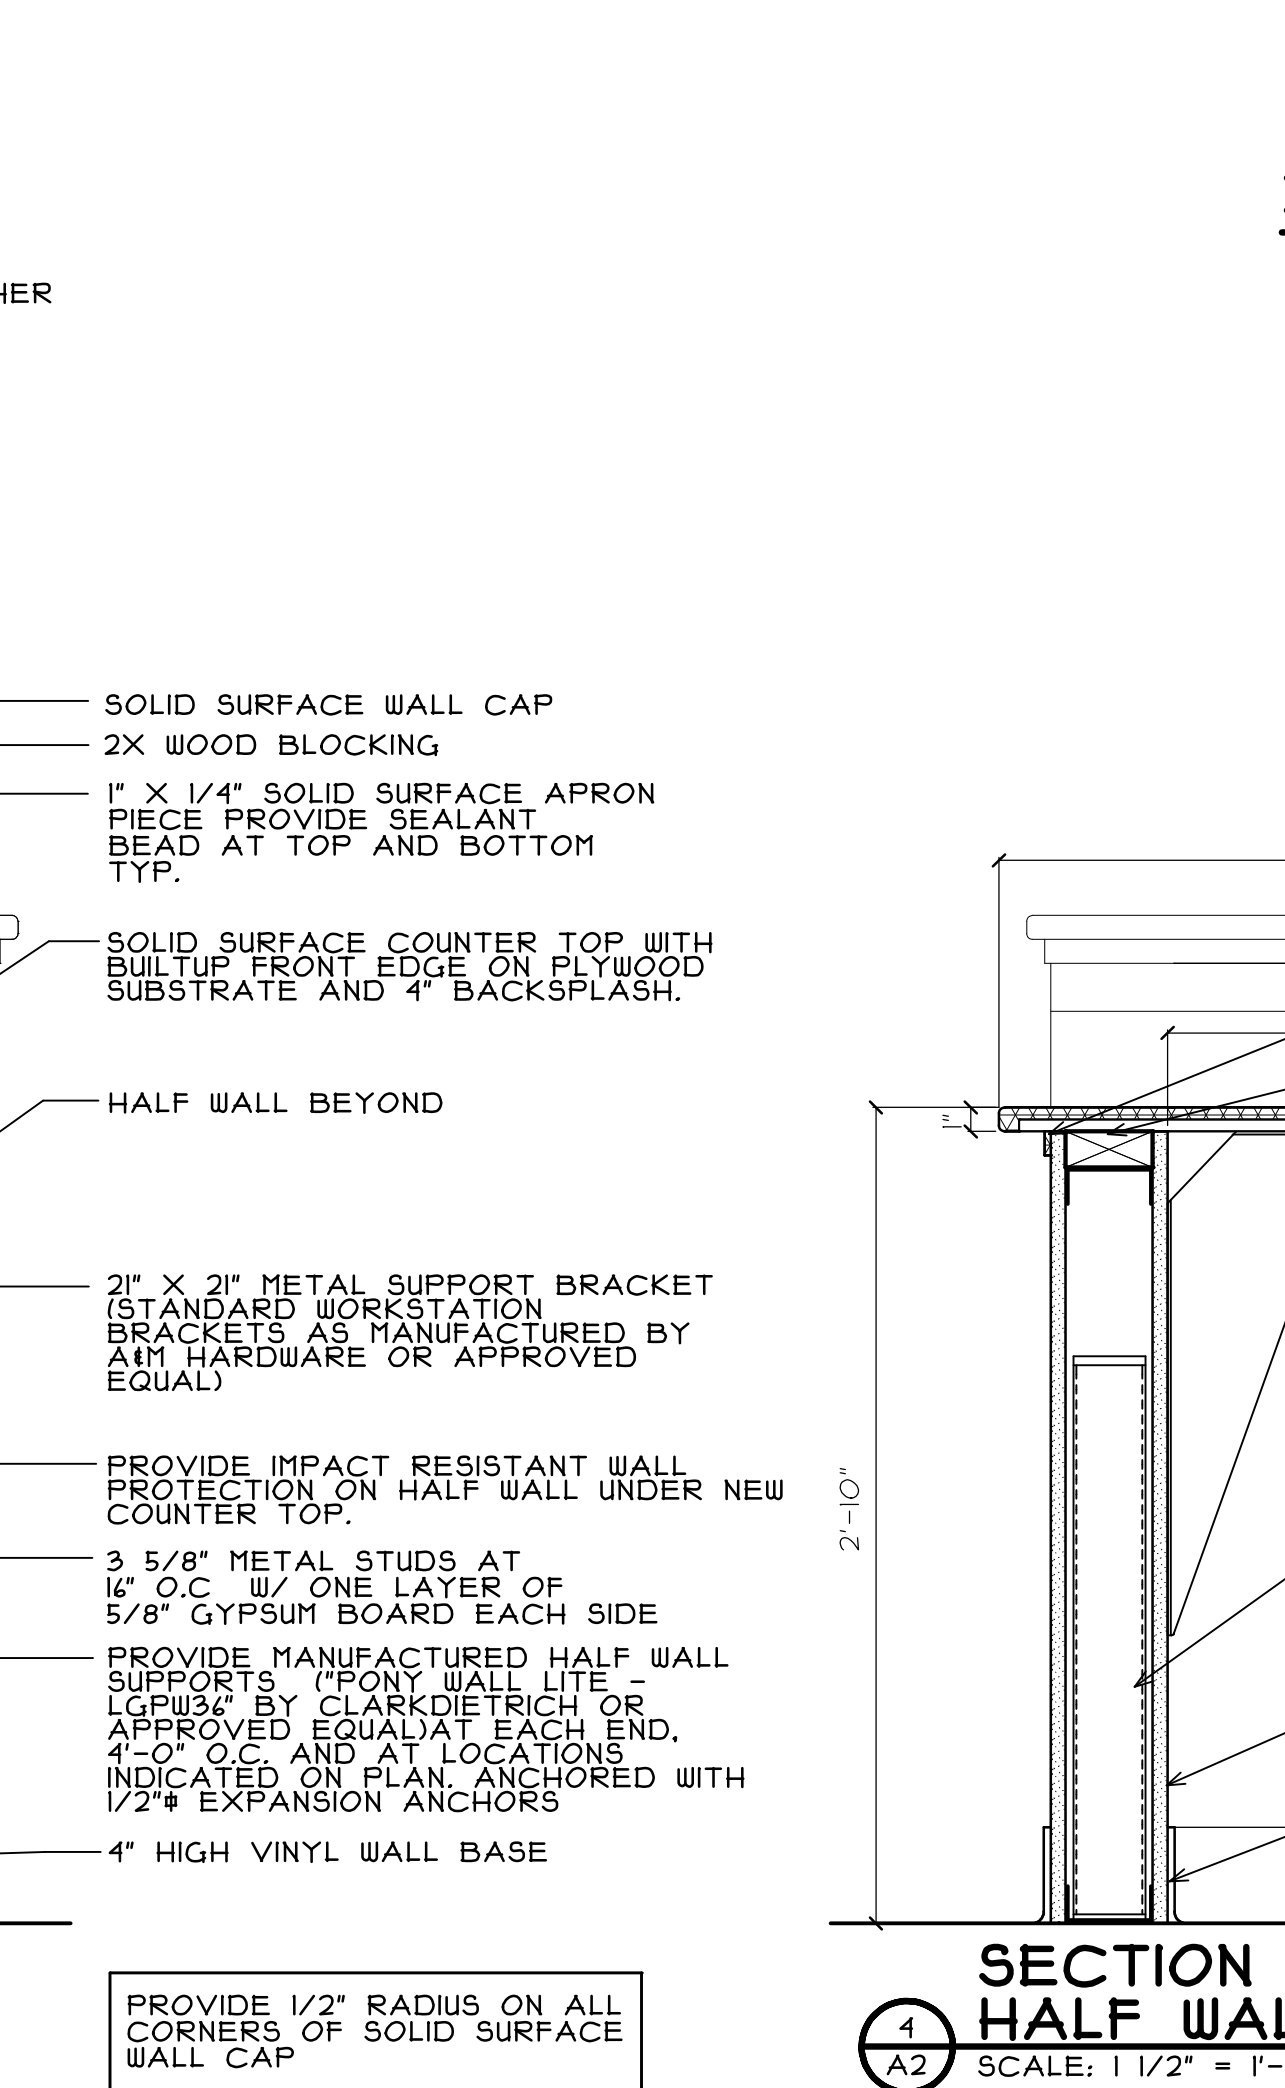 HER
SOLID SURFACE WALL CAP
2X WOOD BLOCKING
1" X 1/4" SOLID SURFACE APRON
PIECE PROVIDE SEALANT
BEAD AT TOP AND BOTTOM
TYP.
SOLID SURFACE COUNTER TOP WITH
BUILTUP FRONT EDGE ON PLYWOOD
SUBSTRATE AND 4" BACKSPLASH.
HALF WALL BEYOND
21" X 21" METAL SUPPORT BRACKET
(STANDARD WORKSTATION
BRACKETS AS MANUFACTURED BY
A&M HARDWARE OR APPROVED
EQUAL)
PROVIDE IMPACT RESISTANT WALL
PROTECTION ON HALF WALL UNDER NEW
COUNTER TOP.
3 5/8" METAL STUDS AT
16" O.C W/ ONE LAYER OF
5/8" GYPSUM BOARD EACH SIDE
PROVIDE MANUFACTURED HALF WALL
SUPPORTS ("PONY WALL LITE -
LGPW36" BY CLARKDIETRICH OR
APPROVED EQUAL)AT EACH END,
4'-0" O.C. AND AT LOCATIONS
INDICATED ON PLAN. ANCHORED WITH
1/2"ϕ EXPANSION ANCHORS
4" HIGH VINYL WALL BASE
PROVIDE 1/2" RADIUS ON ALL
CORNERS OF SOLID SURFACE
WALL CAP
1"
2'-10"
SECTION
HALF WAL
4
A2
SCALE: 1 1/2" = 1'-